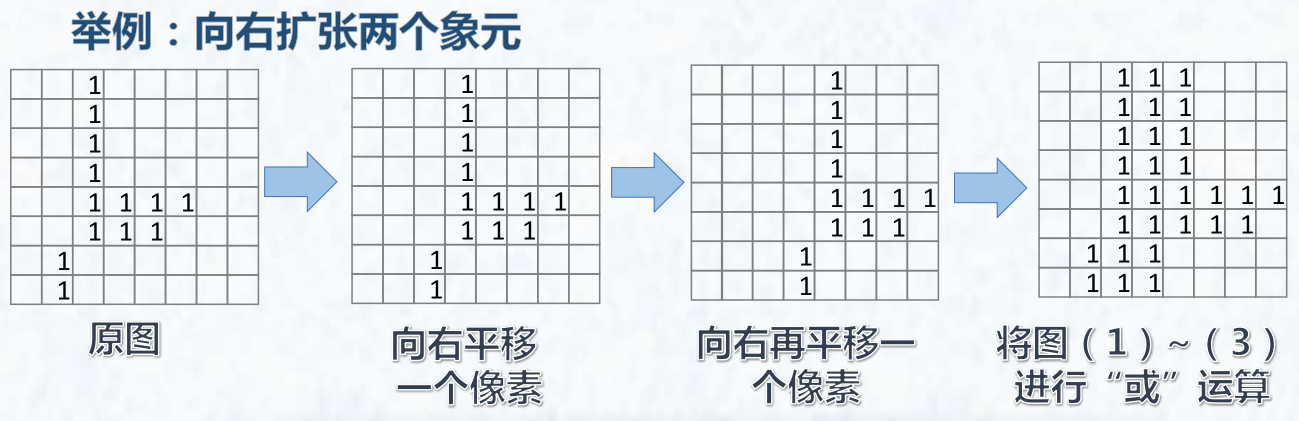 举例：向右扩张两个象元
1 1 1 1 1
1 1 1 1 1 1
1 1 1 1 1 1
1 1 1 1 1 1
1 1 1 1 1 1 1 1 1 1 1 1 1 1 1 1 1 1
1 1 1 1 1 1 1 1 1 1 1 1 1 1
1 1 1 1 1 1
1 1 1 1 1 1
原图
向右平移
一个像素
向右再平移一
个像素
将图（1）~（3）
进行“或”运算